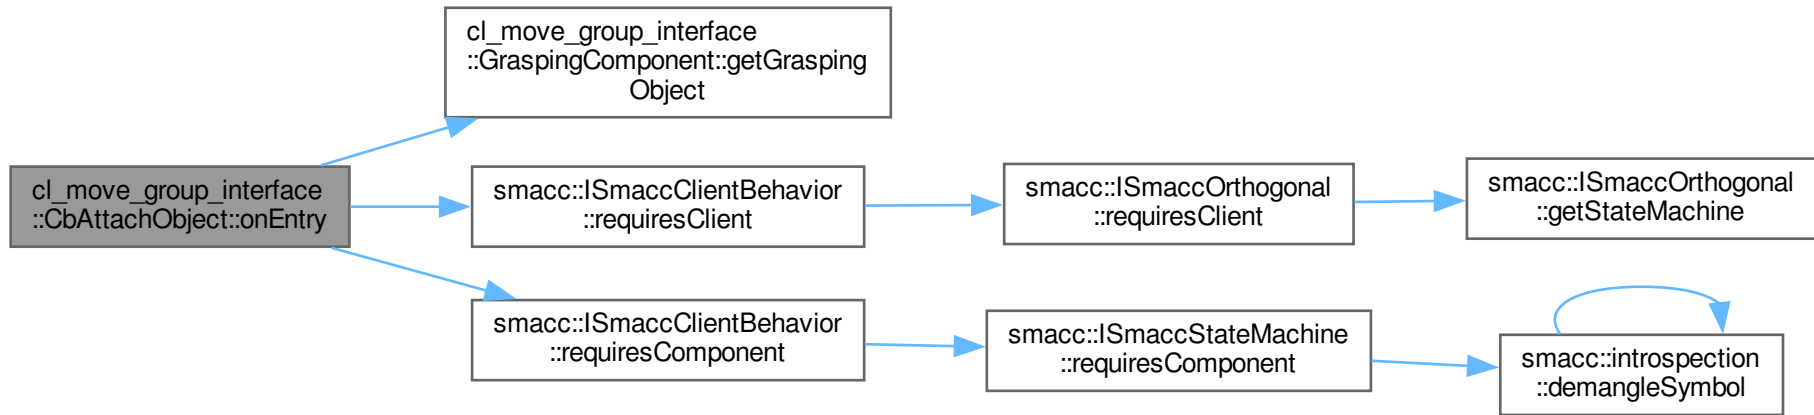 cl_move_group_interface
::GraspingComponent::getGrasping
Object
cl_move_group_interface
::CbAttachObject::onEntry
smacc::ISmaccClientBehavior
::requiresClient
smacc::ISmaccOrthogonal
::requiresClient
smacc::ISmaccOrthogonal
::getStateMachine
smacc::ISmaccClientBehavior
::requiresComponent
smacc::ISmaccStateMachine
::requiresComponent
smacc::introspection
::demangleSymbol